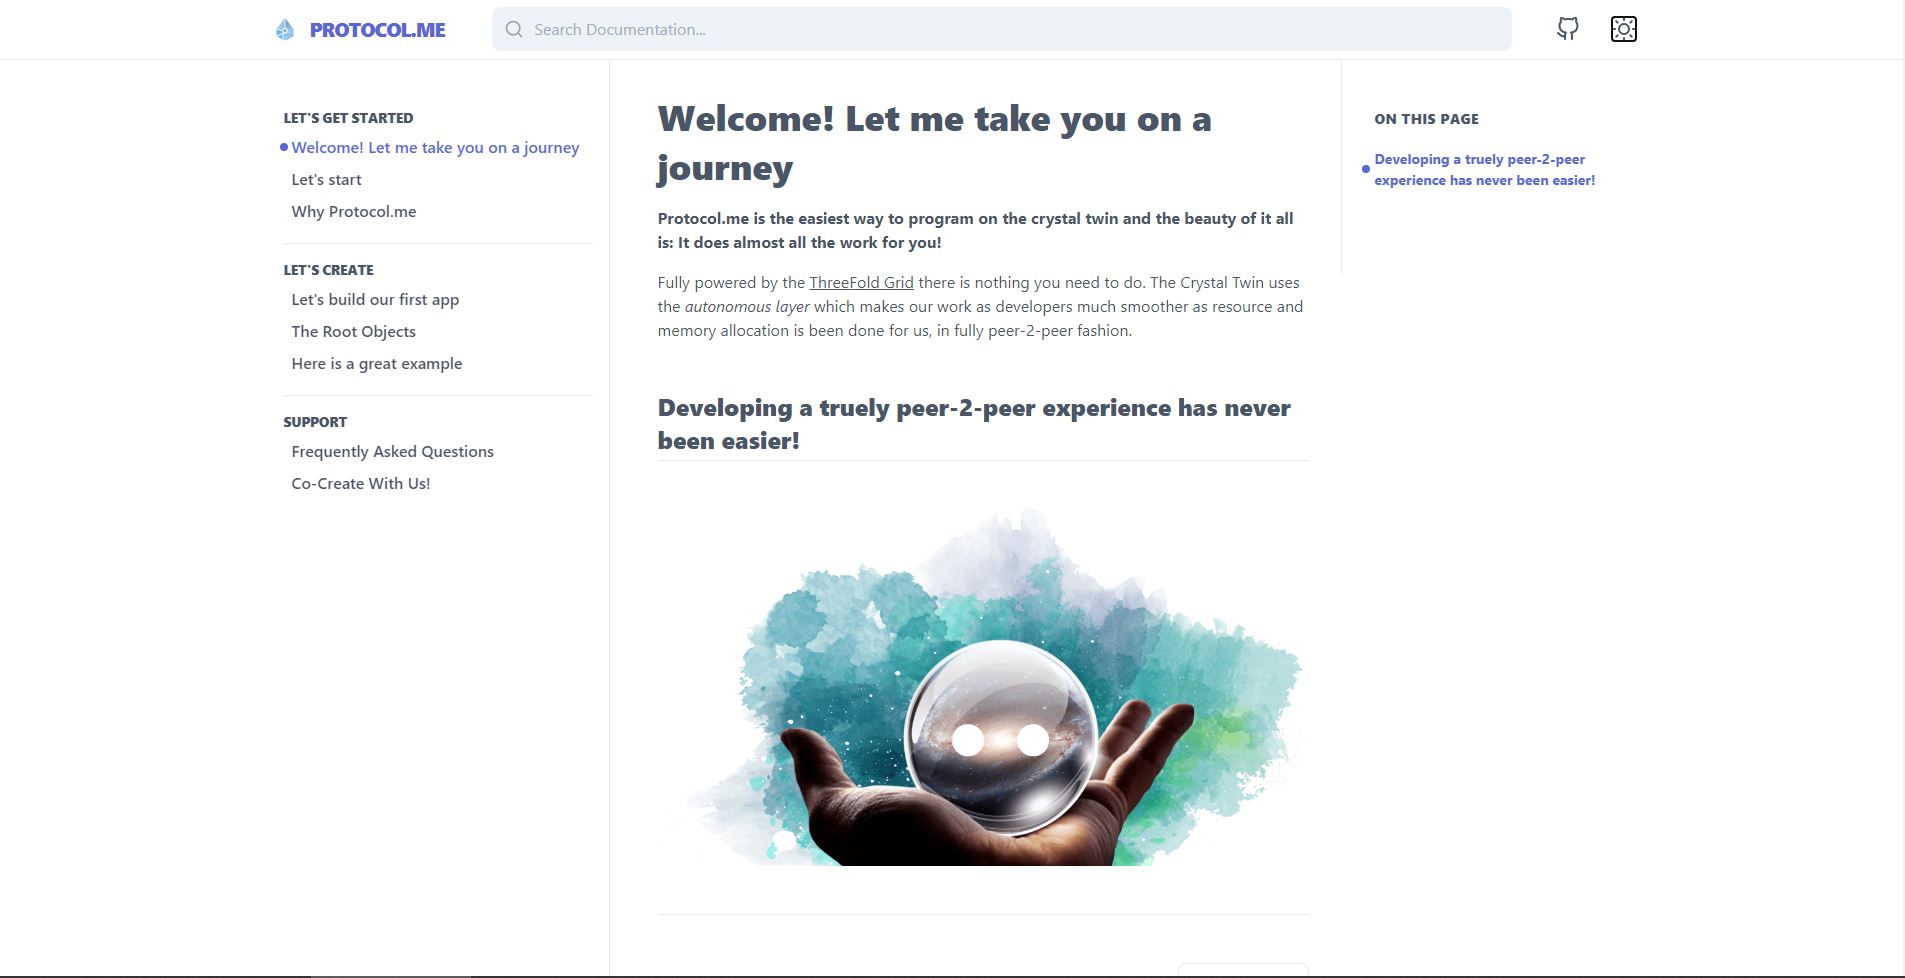 PROTOCOL.ME
Search Documentation...
LET'S GET STARTED
Welcome! Let me take you on a journey
Let's start
Why Protocol.me
LET'S CREATE
Let's build our first app
The Root Objects
Here is a great example
SUPPORT
Frequently Asked Questions
Co-Create With Us!
Welcome! Let me take you on a
journey
Protocol.me is the easiest way to program on the crystal twin and the beauty of it all
is: It does almost all the work for you!
Fully powered by the ThreeFold Grid there is nothing you need to do. The Crystal Twin uses
the autonomous layer which makes our work as developers much smoother as resource and
memory allocation is been done for us, in fully peer-2-peer fashion.
Developing a truely peer-2-peer experience has never
been easier!
ON THIS PAGE
Developing a truely peer-2-peer
experience has never been easier!